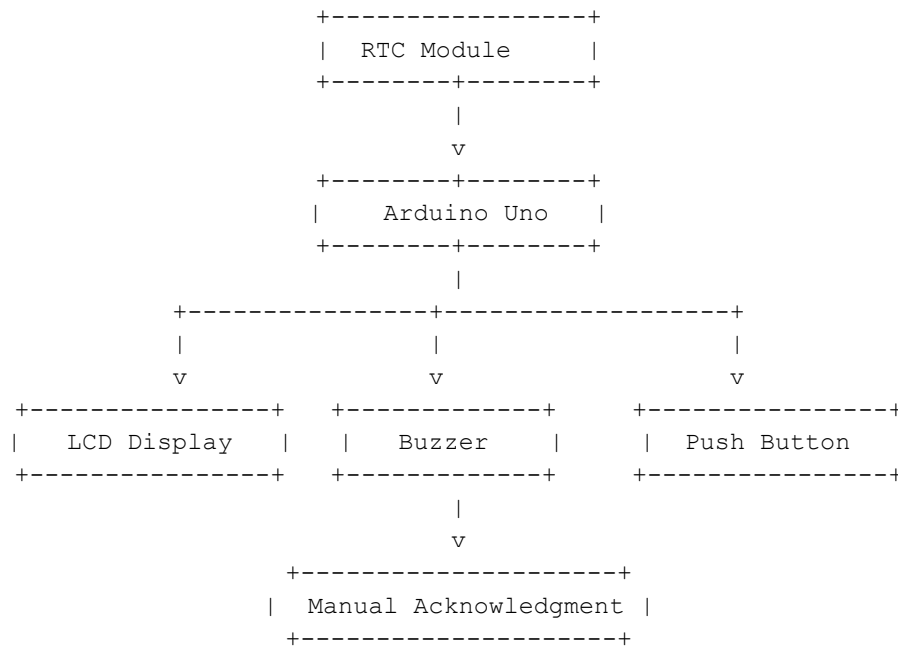 +-----------------+
| RTC Module |
+--------+--------+
|
v
+--------+--------+
| Arduino Uno |
+--------+--------+
|
+----------------+-------------------+
| | |
v v v
+----------------+ +-------------+ +----------------+
| LCD Display | | Buzzer | | Push Button
+----------------+ +-------------+ +----------------+
|
v
+---------------------+
| Manual Acknowledgment |
+---------------------+